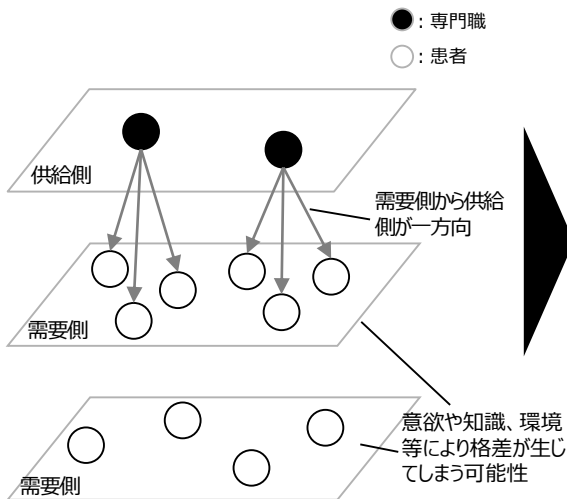 ：専門職
：患者
供給側
需要側から供給
側が一方向
需要側
意欲や知識、環境
等により格差が生じ
てしまう可能性
需要側